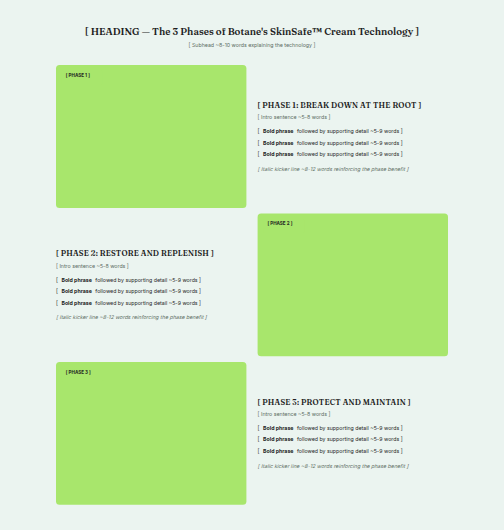 [ HEADING — The 3 Phases of Botane's SkinSafe™ Cream Technology ]
[ Subhead ~8-10 words explaining the technology ]
[ PHASE 1 ]
[ PHASE 1: BREAK DOWN AT THE ROOT ]
[ Intro sentence ~5-8 words ]
[ Bold phrase followed by supporting detail ~5-9 words ]
[ Bold phrase followed by supporting detail ~5-9 words ]
[ Bold phrase followed by supporting detail ~5-9 words ]
[ Italic kicker line ~8-12 words reinforcing the phase benefit ]
[ PHASE 2 ]
[ PHASE 2: RESTORE AND REPLENISH ]
[ Intro sentence ~5-8 words ]
[ Bold phrase followed by supporting detail ~5-9 words ]
[ Bold phrase followed by supporting detail ~5-9 words ]
[ Bold phrase followed by supporting detail ~5-9 words ]
[ Italic kicker line ~8-12 words reinforcing the phase benefit ]
[ PHASE 3 ]
[ PHASE 3: PROTECT AND MAINTAIN ]
[ Intro sentence ~5-8 words ]
[ Bold phrase followed by supporting detail ~5-9 words ]
[ Bold phrase followed by supporting detail ~5-9 words ]
[ Bold phrase followed by supporting detail ~5-9 words ]
[ Italic kicker line ~8-12 words reinforcing the phase benefit ]